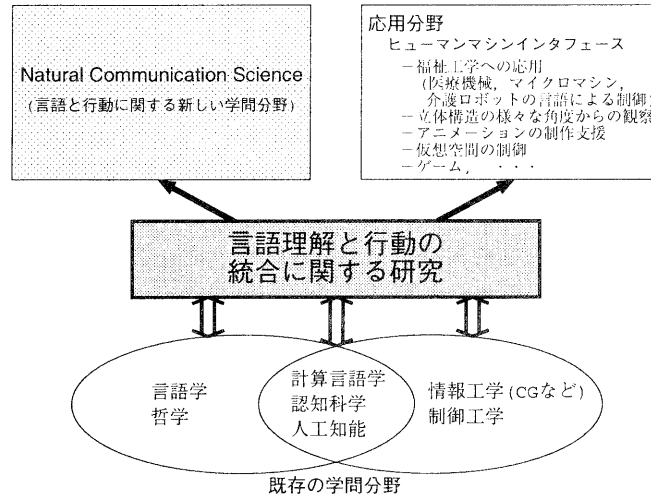 Natural Communication Science
(言語と行動に関する新しい学問分野)
応用分野
ヒューマンマシンインタフェース
－福祉工学への応用
(医療機械，マイクロマシン，
介護ロボットの言語による制御)
－立体構造の様々な角度からの観察
－アニメーションの制作支援
－仮想空間の制御
－ゲーム，　・・・
言語理解と行動の
統合に関する研究
言語学
哲学
計算言語学
認知科学
人工知能
情報工学 (CGなど)
制御工学
既存の学問分野